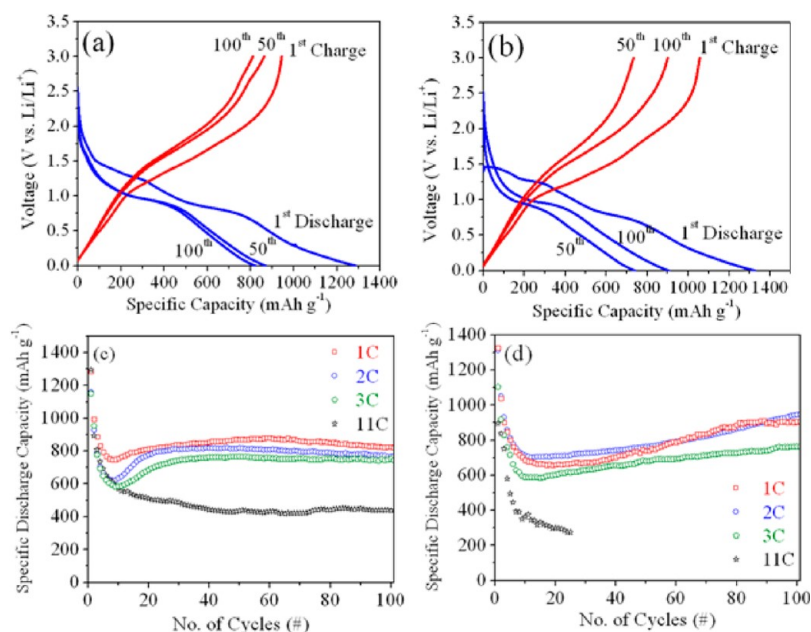 (a)
100th 50th 1st Charge
1st Discharge
100th 50th
3.5
3.0
2.5
2.0
1.5
1.0
0.5
0.0
0 200 400 600 800 1000 1200 1400
Voltage (V vs. Li/Li+)
Specific Capacity (mAh g-1)
(b)
50th 100th 1st Charge
1st Discharge
50th 100th
3.5
3.0
2.5
2.0
1.5
1.0
0.5
0.0
0 200 400 600 800 1000 1200 1400
Voltage (V vs. Li/Li+)
Specific Capacity (mAh g-1)
(c)
1C
2C
3C
11C
1400
1200
1000
800
600
400
200
0
0 20 40 60 80 100
Specific Discharge Capacity (mAh g-1)
No. of Cycles (#)
(d)
1C
2C
3C
11C
1400
1200
1000
800
600
400
200
0
0 20 40 60 80 100
Specific Discharge Capacity (mAh g-1)
No. of Cycles (#)